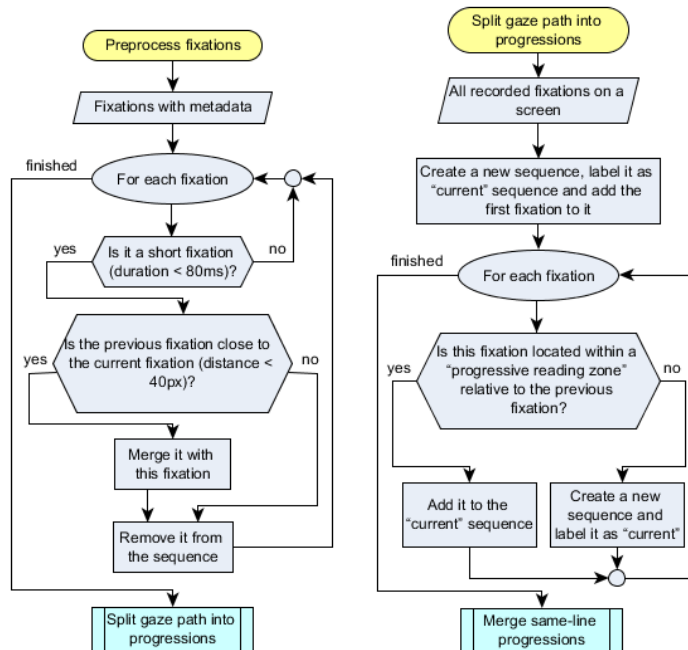 Preprocess fixations
Fixations with metadata
finished
For each fixation
yes
Is it a short fixation
(duration < 80ms)?
no
yes
Is the previous fixation close to
the current fixation (distance <
40px)?
no
Merge it with
this fixation
Remove it from
the sequence
Split gaze path into
progressions
Split gaze path into
progressions
All recorded fixations on a
screen
Create a new sequence, label it as
"current" sequence and add the
first fixation to it
finished
For each fixation
yes
Is this fixation located within a
"progressive reading zone"
relative to the previous
fixation?
no
Add it to the
"current" sequence
Create a new
sequence and
label it as "current"
Merge same-line
progressions